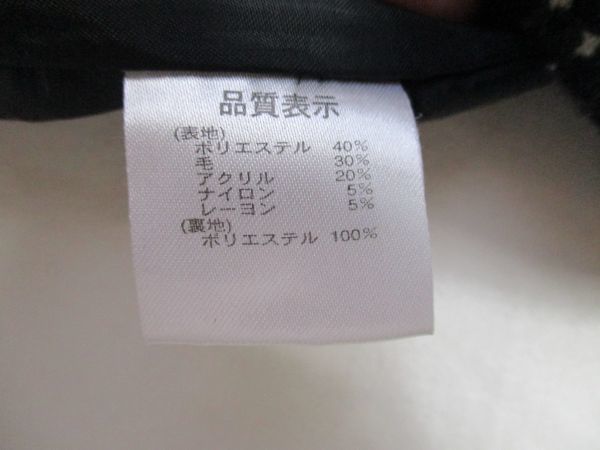 品質表示
(表地)
ポリエステル 40%
毛 30%
アクリル 20%
ナイロン 5%
レーヨン 5%
(裏地)
ポリエステル 100%